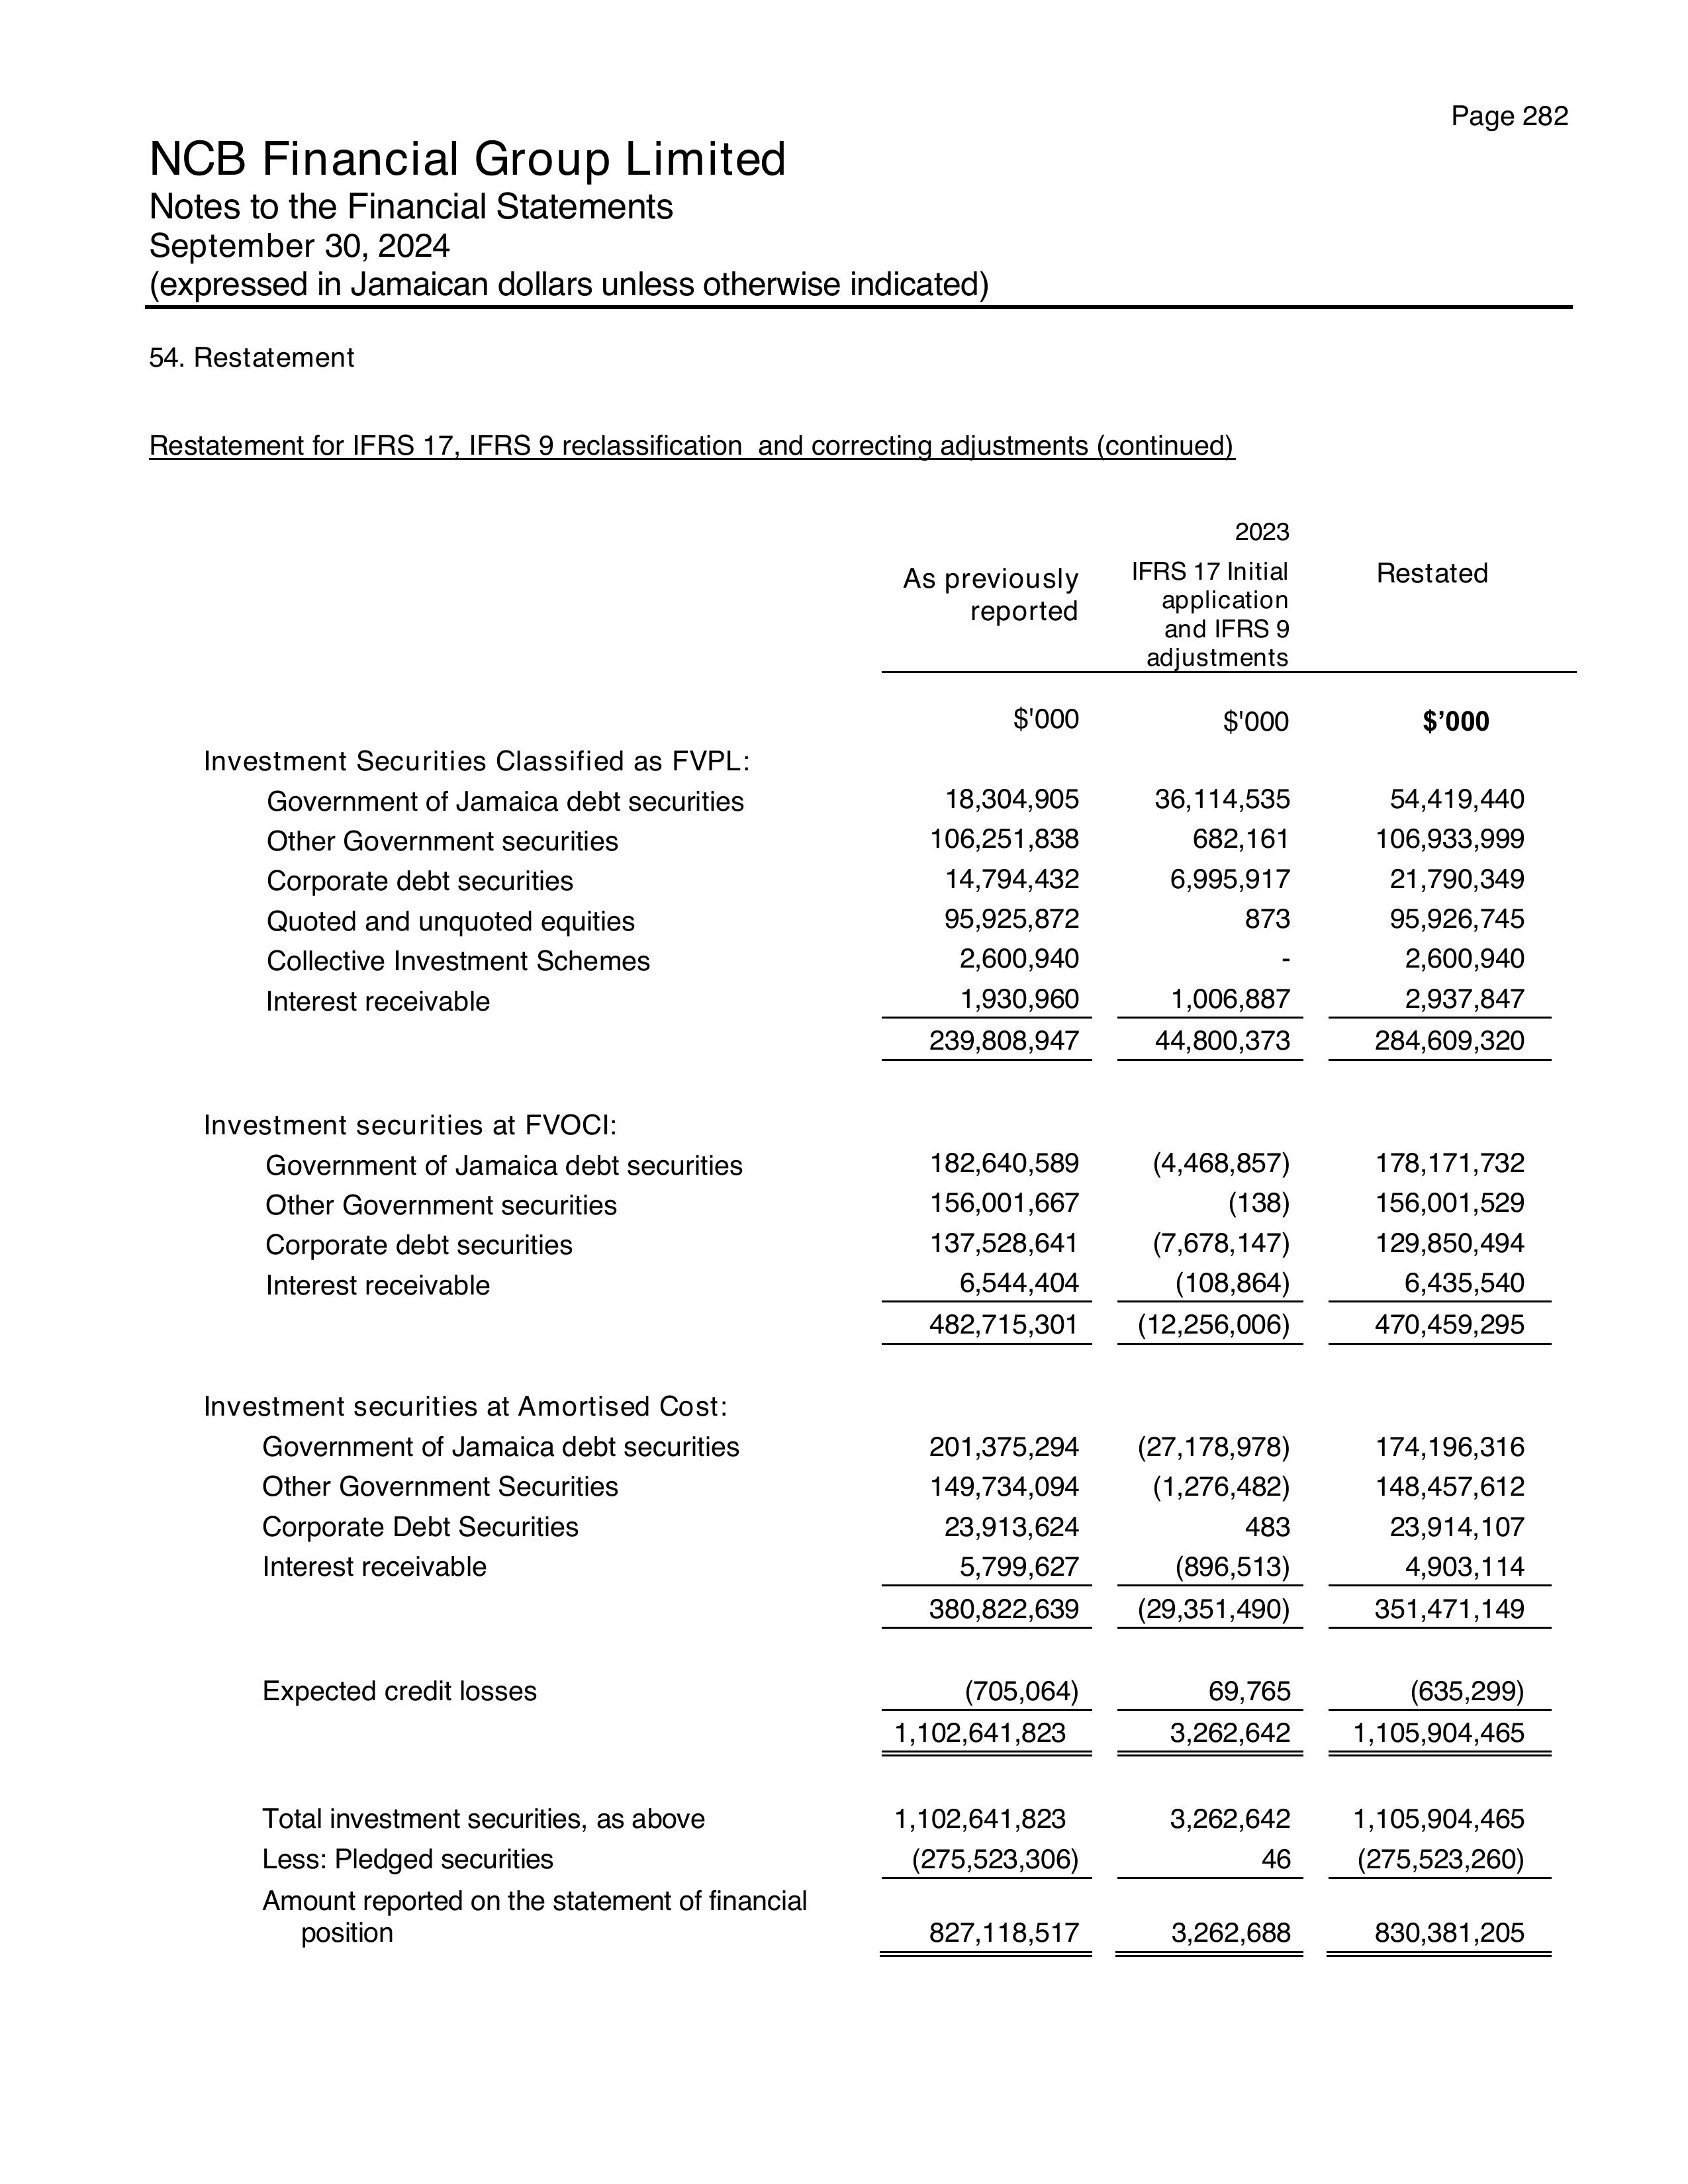 Page 282
NCB Financial Group Limited
Notes to the Financial Statements
September 30, 2024
(expressed in Jamaican dollars unless otherwise indicated)
54. Restatement
Restatement for IFRS 17, IFRS 9 reclassification and correcting adjustments (continued)
2023
As previously reported
IFRS 17 Initial application and IFRS 9 adjustments
Restated
$'000 $'000 $’000
Investment Securities Classified as FVPL:
Government of Jamaica debt securities 18,304,905 36,114,535 54,419,440
Other Government securities 106,251,838 682,161 106,933,999
Corporate debt securities 14,794,432 6,995,917 21,790,349
Quoted and unquoted equities 95,925,872 873 95,926,745
Collective Investment Schemes 2,600,940 - 2,600,940
Interest receivable 1,930,960 1,006,887 2,937,847
239,808,947 44,800,373 284,609,320
Investment securities at FVOCI:
Government of Jamaica debt securities 182,640,589 (4,468,857) 178,171,732
Other Government securities 156,001,667 (138) 156,001,529
Corporate debt securities 137,528,641 (7,678,147) 129,850,494
Interest receivable 6,544,404 (108,864) 6,435,540
482,715,301 (12,256,006) 470,459,295
Investment securities at Amortised Cost:
Government of Jamaica debt securities 201,375,294 (27,178,978) 174,196,316
Other Government Securities 149,734,094 (1,276,482) 148,457,612
Corporate Debt Securities 23,913,624 483 23,914,107
Interest receivable 5,799,627 (896,513) 4,903,114
380,822,639 (29,351,490) 351,471,149
Expected credit losses (705,064) 69,765 (635,299)
1,102,641,823 3,262,642 1,105,904,465
Total investment securities, as above 1,102,641,823 3,262,642 1,105,904,465
Less: Pledged securities (275,523,306) 46 (275,523,260)
Amount reported on the statement of financial
position 827,118,517 3,262,688 830,381,205